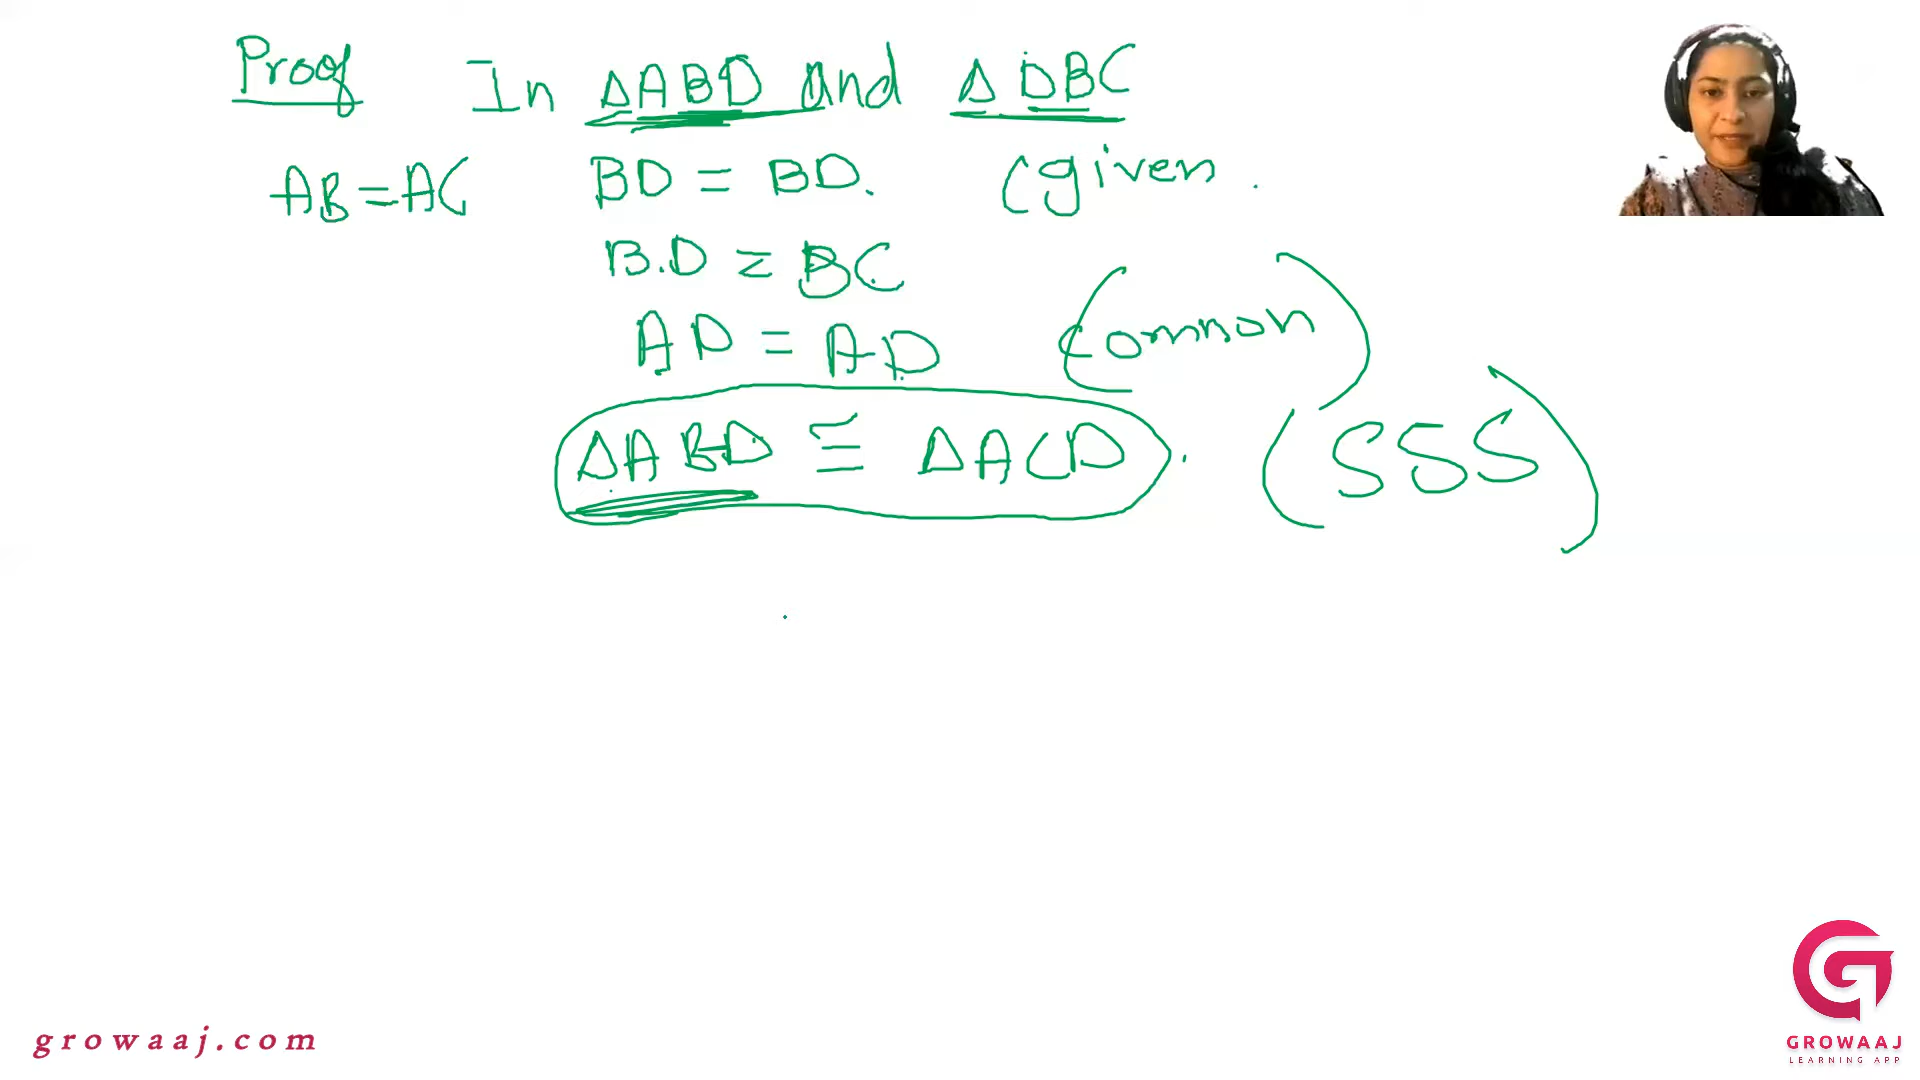 Proof In ΔABD and Δ DBC
AB = AC BD = BD. (given.
B.D = BC
AD = AD (common)
ΔABD ≅ ΔACD. (SSS)
growaaj.com
GROWAAJ
LEARNING APP